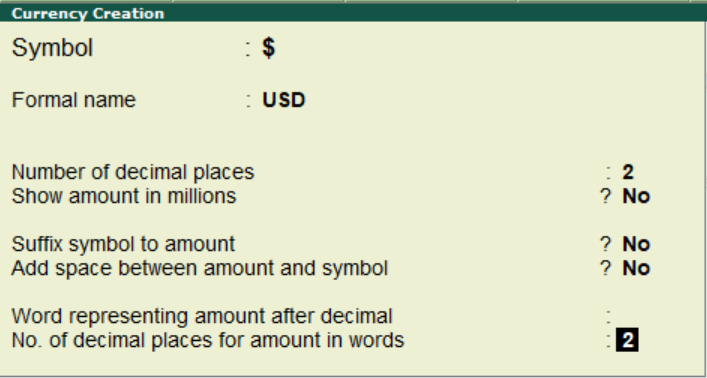 Currency Creation
Symbol : $
Formal name : USD
Number of decimal places : 2
Show amount in millions ? No
Suffix symbol to amount ? No
Add space between amount and symbol ? No
Word representing amount after decimal :
No. of decimal places for amount in words : 2